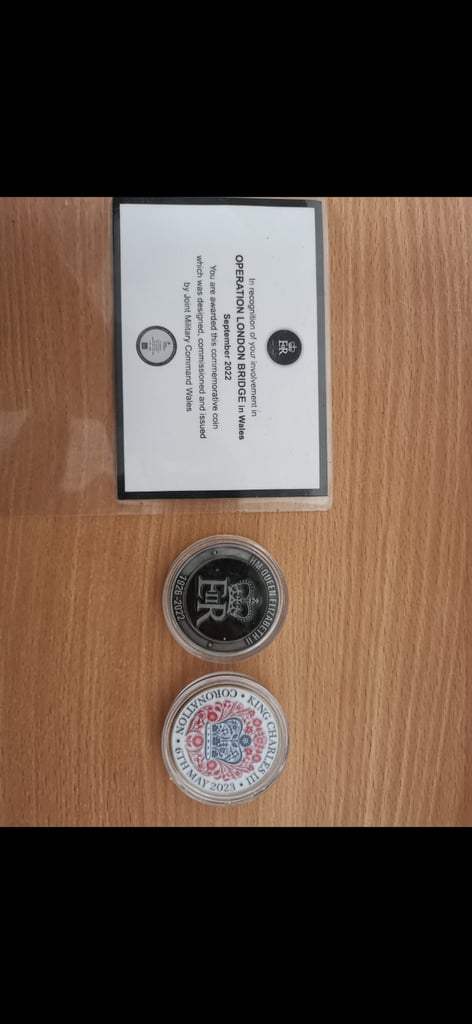 In recognition of your involvement in
OPERATION LONDON BRIDGE in Wales
September 2022
You are awarded this commemorative coin
which was designed, commissioned and issued
by Joint Military Command Wales
EIIR
HM QUEEN ELIZABETH II
EIIR
1926-2022
• KING CHARLES III •
CORONATION
6TH MAY 2023